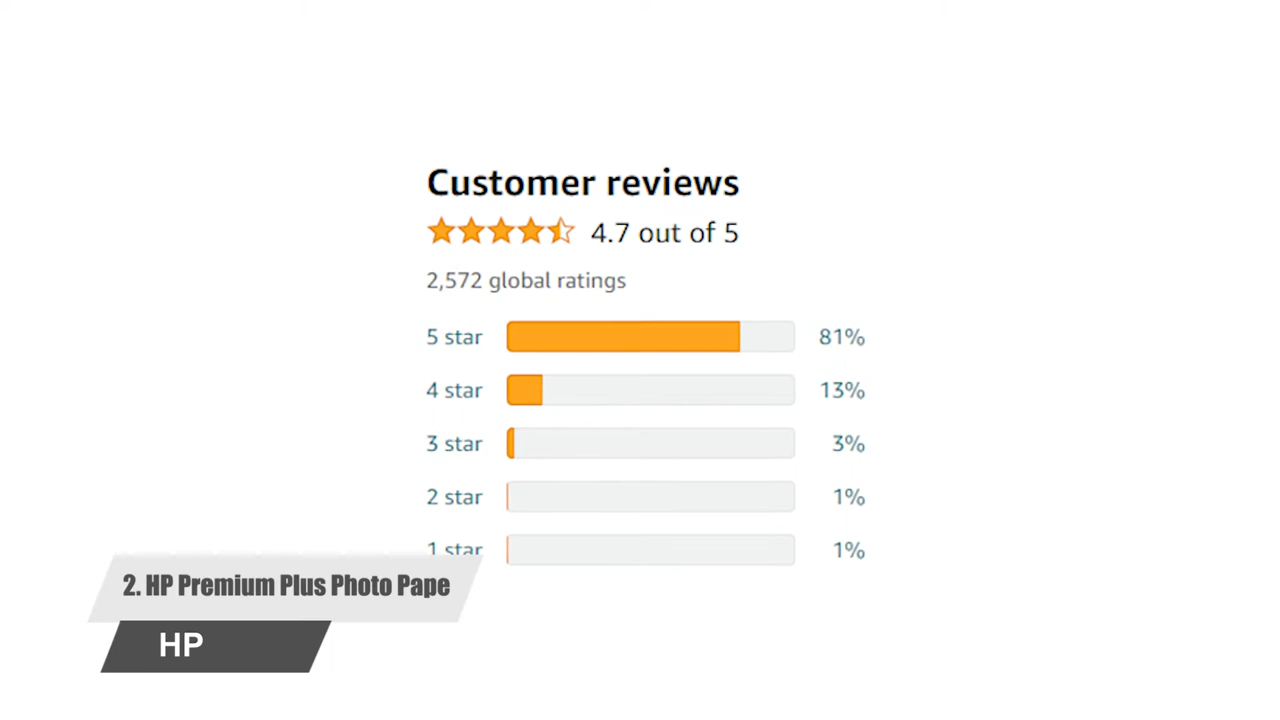 Customer reviews
4.7 out of 5
2,572 global ratings
5 star 81%
4 star 13%
3 star 3%
2 star 1%
1 star 1%
2. HP Premium Plus Photo Pape
HP